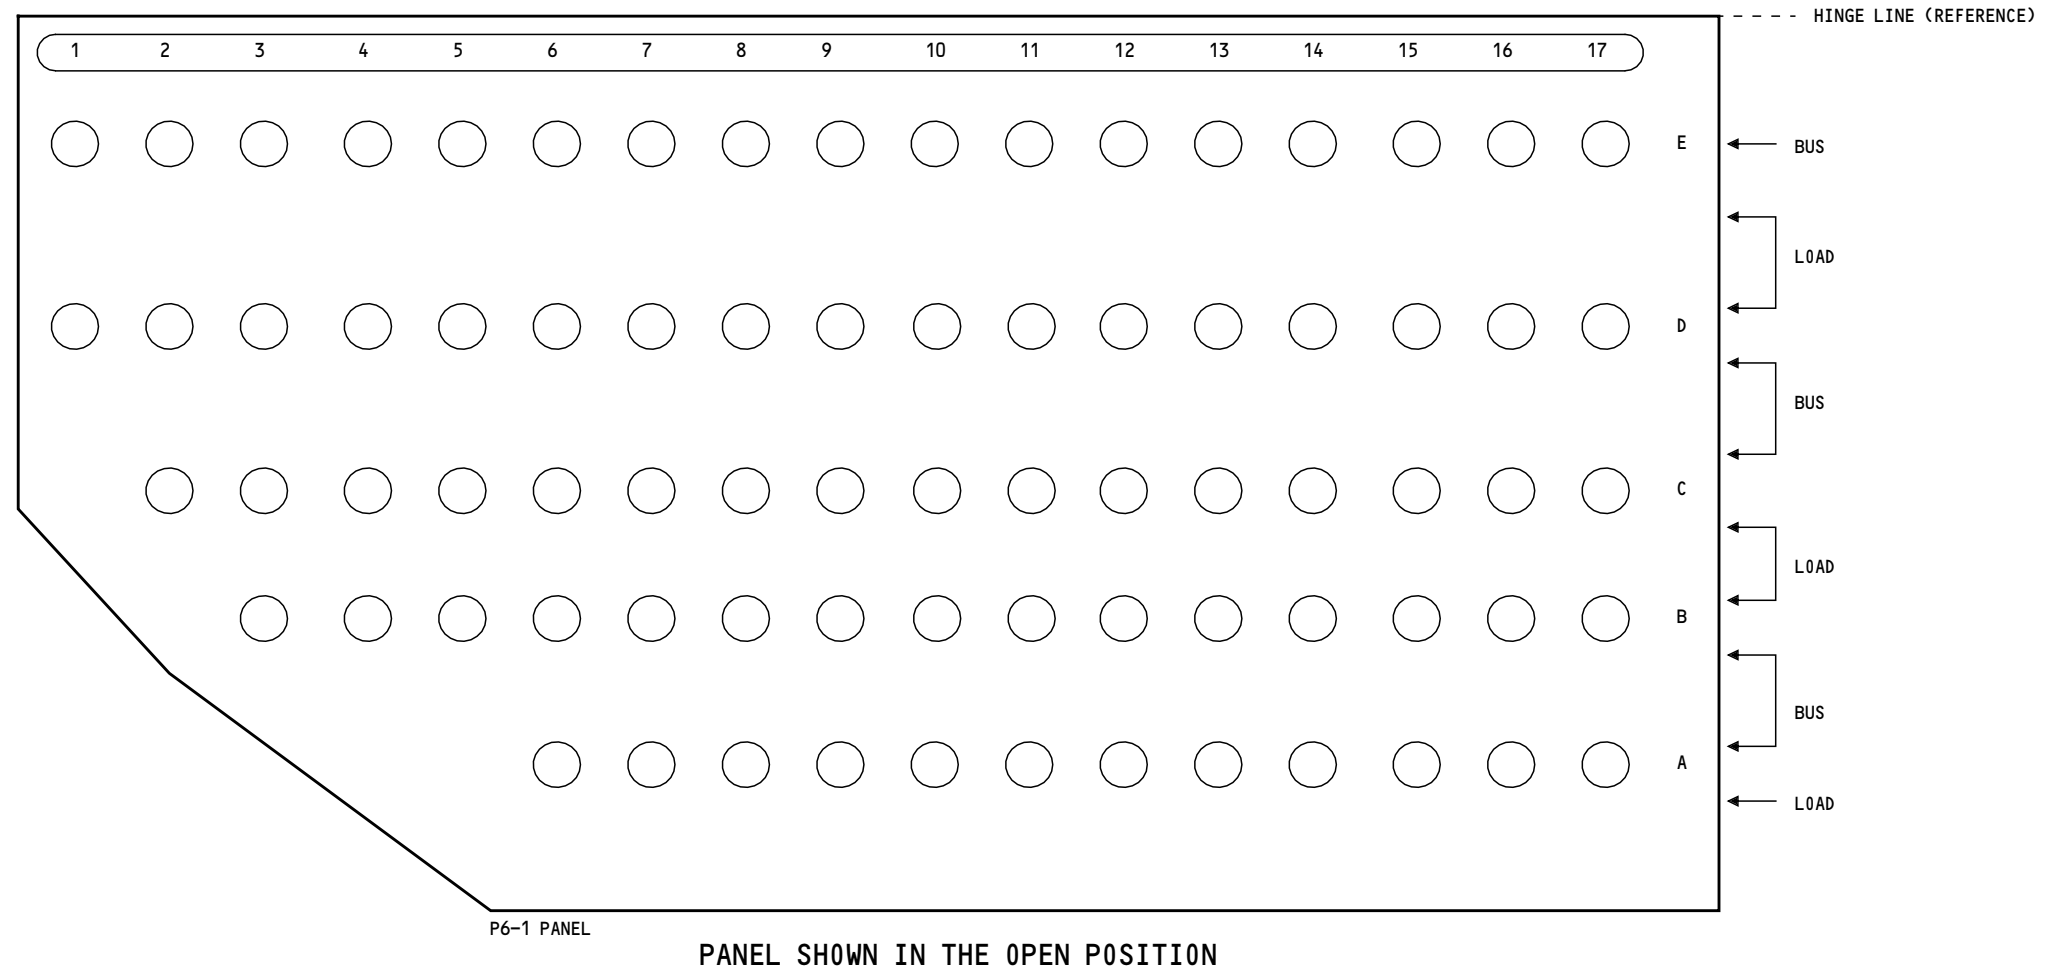 HINGE LINE (REFERENCE)
1 2 3 4 5 6 7 8 9 10 11 12 13 14 15 16 17
E BUS
LOAD
D
BUS
C
LOAD
B
BUS
A
LOAD
P6-1 PANEL
PANEL SHOWN IN THE OPEN POSITION